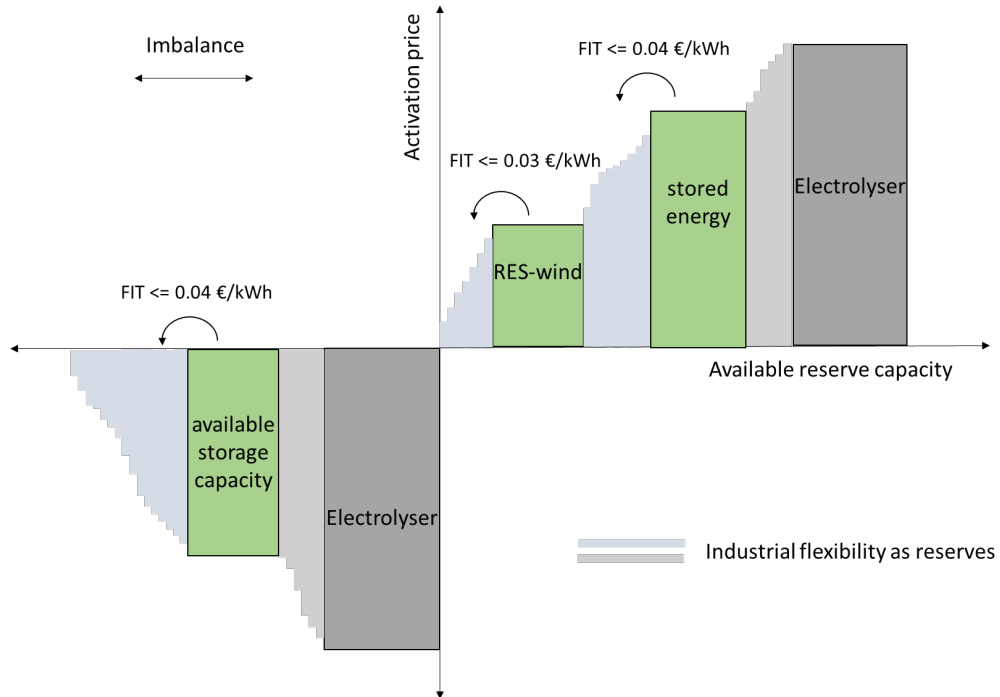 Imbalance
Activation price
FIT <= 0.04 €/kWh
FIT <= 0.03 €/kWh
stored
energy
Electrolyser
RES-wind
FIT <= 0.04 €/kWh
Available reserve capacity
available
storage
capacity
Electrolyser
Industrial flexibility as reserves